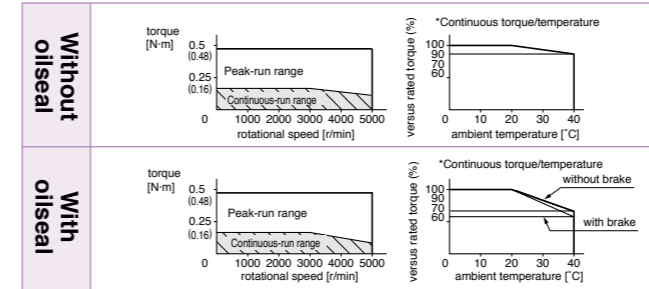 Without
oilseal
torque
[N·m]
0.5
(0.48)
0.25
(0.16)
Peak-run range
Continuous-run range
0 1000 2000 3000 4000 5000
rotational speed [r/min]
*Continuous torque/temperature
versus rated torque (%)
100
90
70
60
0 10 20 30 40
ambient temperature [˚C]
With
oilseal
torque
[N·m]
0.5
(0.48)
0.25
(0.16)
Peak-run range
Continuous-run range
0 1000 2000 3000 4000 5000
rotational speed [r/min]
*Continuous torque/temperature
without brake
versus rated torque (%)
100
90
70
60
with brake
0 10 20 30 40
ambient temperature [˚C]